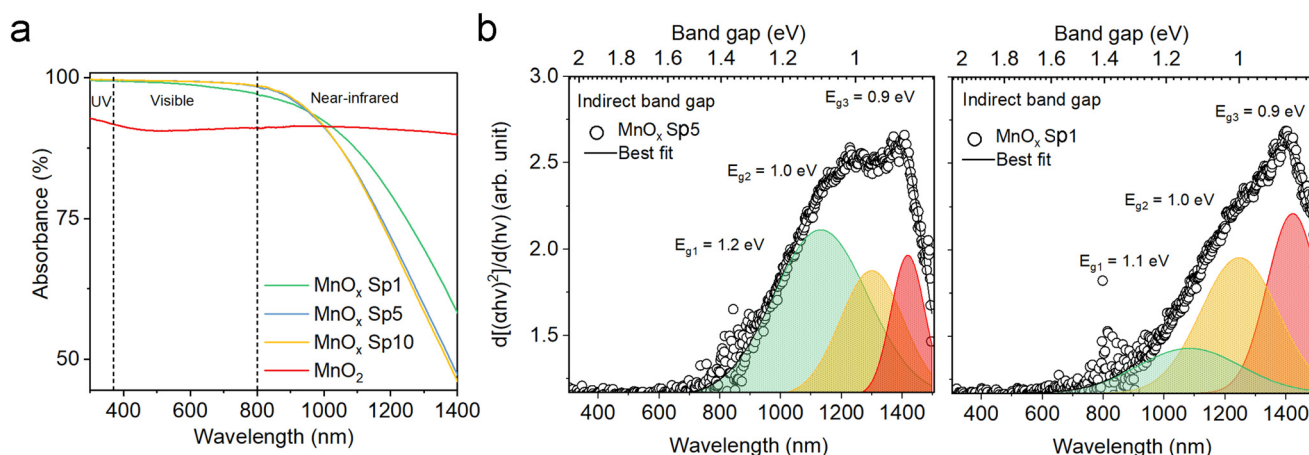 a
100
75
50
Absorbance (%)
UV
Visible
Near-infrared
MnOx Sp1
MnOx Sp5
MnOx Sp10
MnO2
400 600 800 1000 1200 1400
Wavelength (nm)
b
Band gap (eV)
2 1.8 1.6 1.4 1.2 1
3.0
2.5
2.0
1.5
d[(αhν)²]/d(hν) (arb. unit)
Indirect band gap
MnOx Sp5
Best fit
Eg3 = 0.9 eV
Eg2 = 1.0 eV
Eg1 = 1.2 eV
400 600 800 1000 1200 1400
Wavelength (nm)
Band gap (eV)
2 1.8 1.6 1.4 1.2 1
Indirect band gap
MnOx Sp1
Best fit
Eg3 = 0.9 eV
Eg2 = 1.0 eV
Eg1 = 1.1 eV
400 600 800 1000 1200 1400
Wavelength (nm)